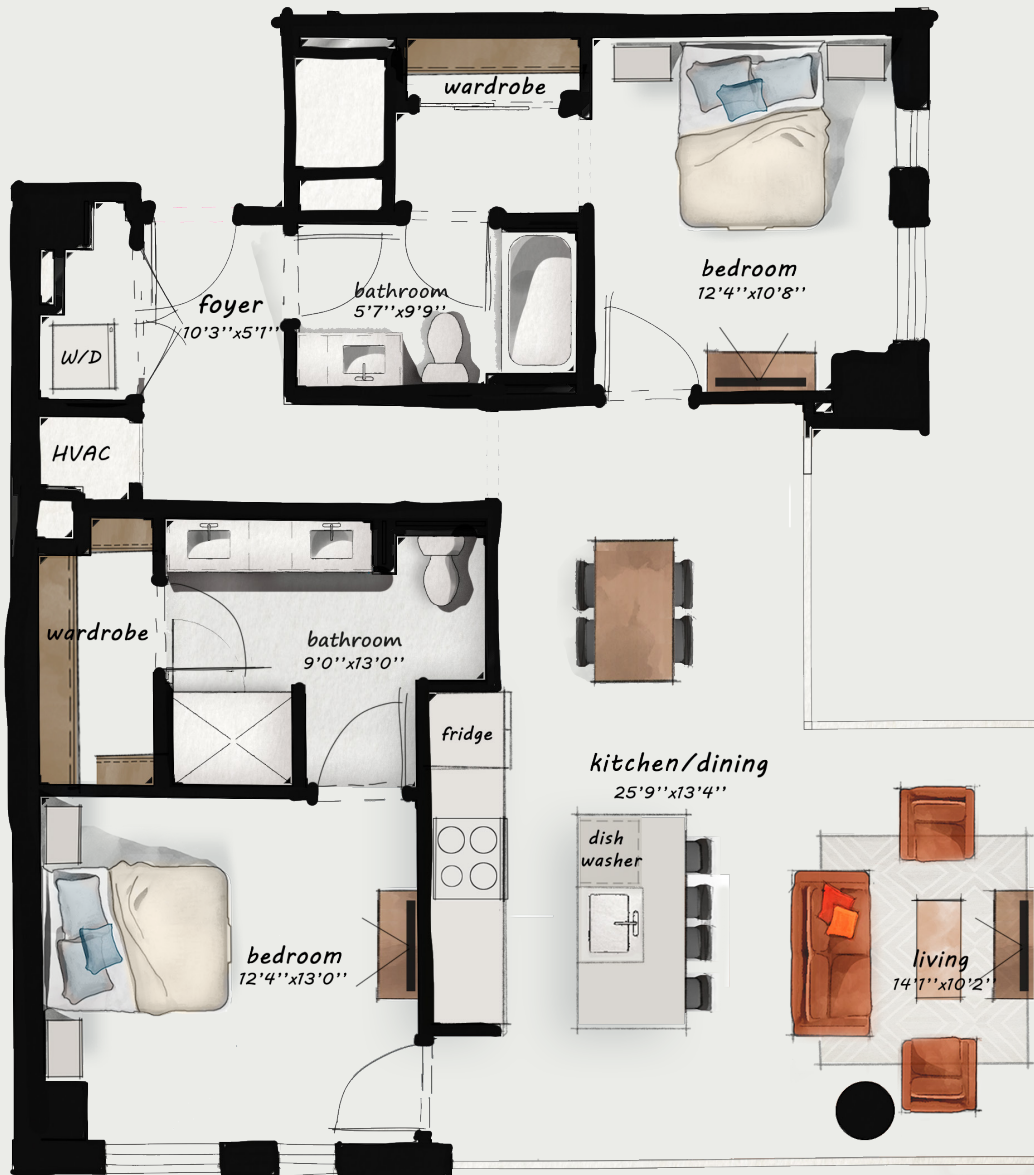 wardrobe
bedroom
12'4''x10'8''
foyer
10'3''x5'1''
bathroom
5'7''x9'9''
W/D
HVAC
wardrobe
bathroom
9'0''x13'0''
fridge
kitchen/dining
25'9''x13'4''
dish
washer
bedroom
12'4''x13'0''
living
14'1''x10'2''